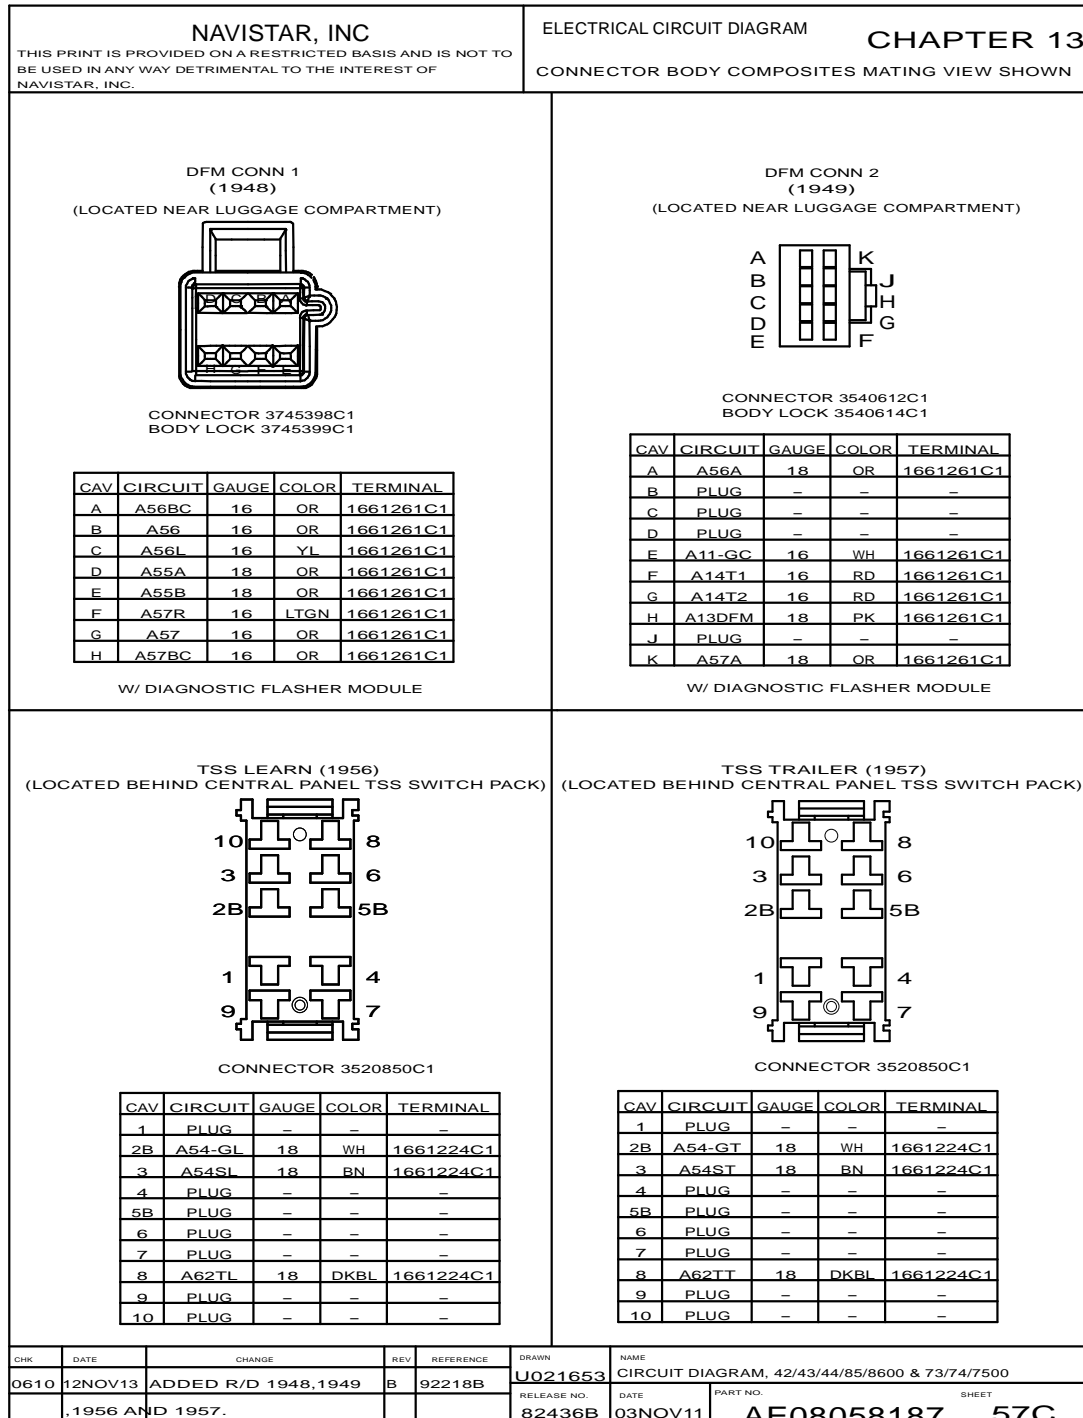 NAVISTAR, INC
THIS PRINT IS PROVIDED ON A RESTRICTED BASIS AND IS NOT TO
BE USED IN ANY WAY DETRIMENTAL TO THE INTEREST OF
NAVISTAR, INC.
ELECTRICAL CIRCUIT DIAGRAM
CHAPTER 13
CONNECTOR BODY COMPOSITES MATING VIEW SHOWN
DFM CONN 1
(1948)
(LOCATED NEAR LUGGAGE COMPARTMENT)
D C B A
H G F E
CONNECTOR 3745398C1
BODY LOCK 3745399C1
CAV CIRCUIT GAUGE COLOR TERMINAL
A A56BC 16 OR 1661261C1
B A56 16 OR 1661261C1
C A56L 16 YL 1661261C1
D A55A 18 OR 1661261C1
E A55B 18 OR 1661261C1
F A57R 16 LTGN 1661261C1
G A57 16 OR 1661261C1
H A57BC 16 OR 1661261C1
W/ DIAGNOSTIC FLASHER MODULE
DFM CONN 2
(1949)
(LOCATED NEAR LUGGAGE COMPARTMENT)
A K
B J
C H
D G
E F
CONNECTOR 3540612C1
BODY LOCK 3540614C1
CAV CIRCUIT GAUGE COLOR TERMINAL
A A56A 18 OR 1661261C1
B PLUG – – –
C PLUG – – –
D PLUG – – –
E A11-GC 16 WH 1661261C1
F A14T1 16 RD 1661261C1
G A14T2 16 RD 1661261C1
H A13DFM 18 PK 1661261C1
J PLUG – – –
K A57A 18 OR 1661261C1
W/ DIAGNOSTIC FLASHER MODULE
TSS LEARN (1956)
(LOCATED BEHIND CENTRAL PANEL TSS SWITCH PACK)
10 8
3 6
2B 5B
1 4
9 7
CONNECTOR 3520850C1
CAV CIRCUIT GAUGE COLOR TERMINAL
1 PLUG – – –
2B A54-GL 18 WH 1661224C1
3 A54SL 18 BN 1661224C1
4 PLUG – – –
5B PLUG – – –
6 PLUG – – –
7 PLUG – – –
8 A62TL 18 DKBL 1661224C1
9 PLUG – – –
10 PLUG – – –
TSS TRAILER (1957)
(LOCATED BEHIND CENTRAL PANEL TSS SWITCH PACK)
10 8
3 6
2B 5B
1 4
9 7
CONNECTOR 3520850C1
CAV CIRCUIT GAUGE COLOR TERMINAL
1 PLUG – – –
2B A54-GT 18 WH 1661224C1
3 A54ST 18 BN 1661224C1
4 PLUG – – –
5B PLUG – – –
6 PLUG – – –
7 PLUG – – –
8 A62TT 18 DKBL 1661224C1
9 PLUG – – –
10 PLUG – – –
CHK DATE CHANGE REV REFERENCE
0610 12NOV13 ADDED R/D 1948,1949 B 92218B
,1956 AND 1957.
DRAWN
U021653
NAME
CIRCUIT DIAGRAM, 42/43/44/85/8600 & 73/74/7500
RELEASE NO. DATE PART NO. SHEET
82436B 03NOV11 AE08058187 57C